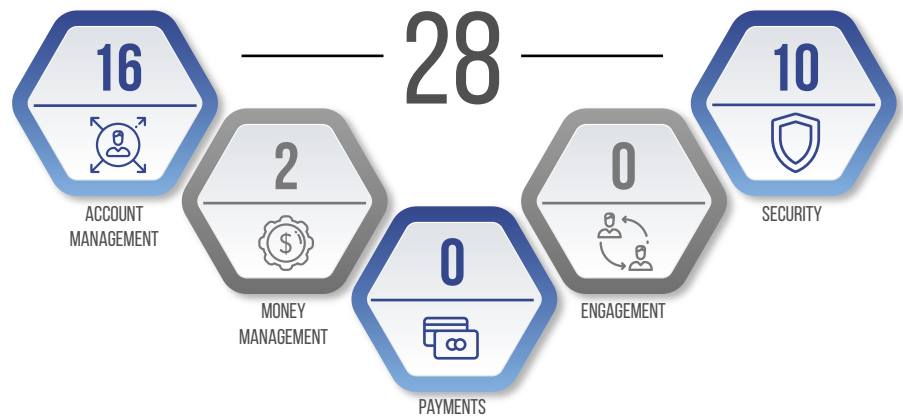 28
16
ACCOUNT
MANAGEMENT
2
MONEY
MANAGEMENT
0
PAYMENTS
0
ENGAGEMENT
10
SECURITY
$